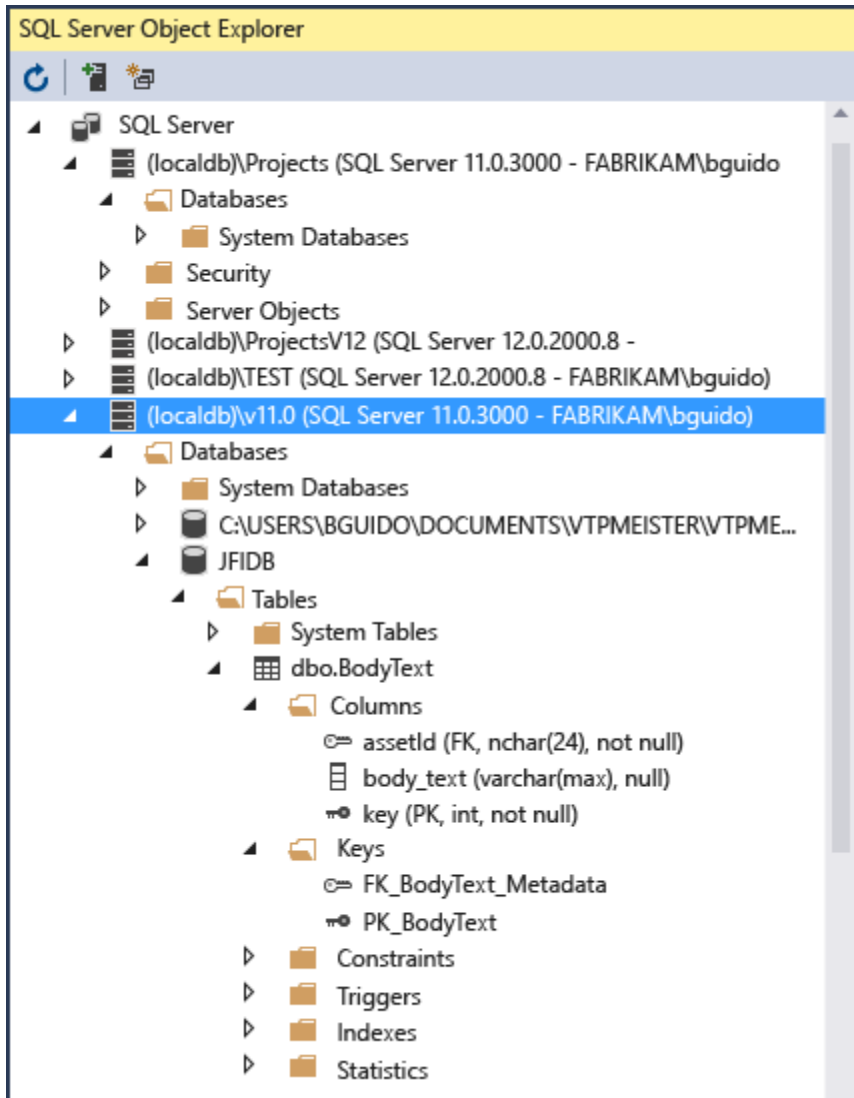 SQL Server Object Explorer
SQL Server
(localdb)\Projects (SQL Server 11.0.3000 - FABRIKAM\bguido
Databases
System Databases
Security
Server Objects
(localdb)\ProjectsV12 (SQL Server 12.0.2000.8 -
(localdb)\TEST (SQL Server 12.0.2000.8 - FABRIKAM\bguido)
(localdb)\v11.0 (SQL Server 11.0.3000 - FABRIKAM\bguido)
Databases
System Databases
C:\USERS\BGUIDO\DOCUMENTS\VTPMEISTER\VTPME...
JFIDB
Tables
System Tables
dbo.BodyText
Columns
assetId (FK, nchar(24), not null)
body_text (varchar(max), null)
key (PK, int, not null)
Keys
FK_BodyText_Metadata
PK_BodyText
Constraints
Triggers
Indexes
Statistics